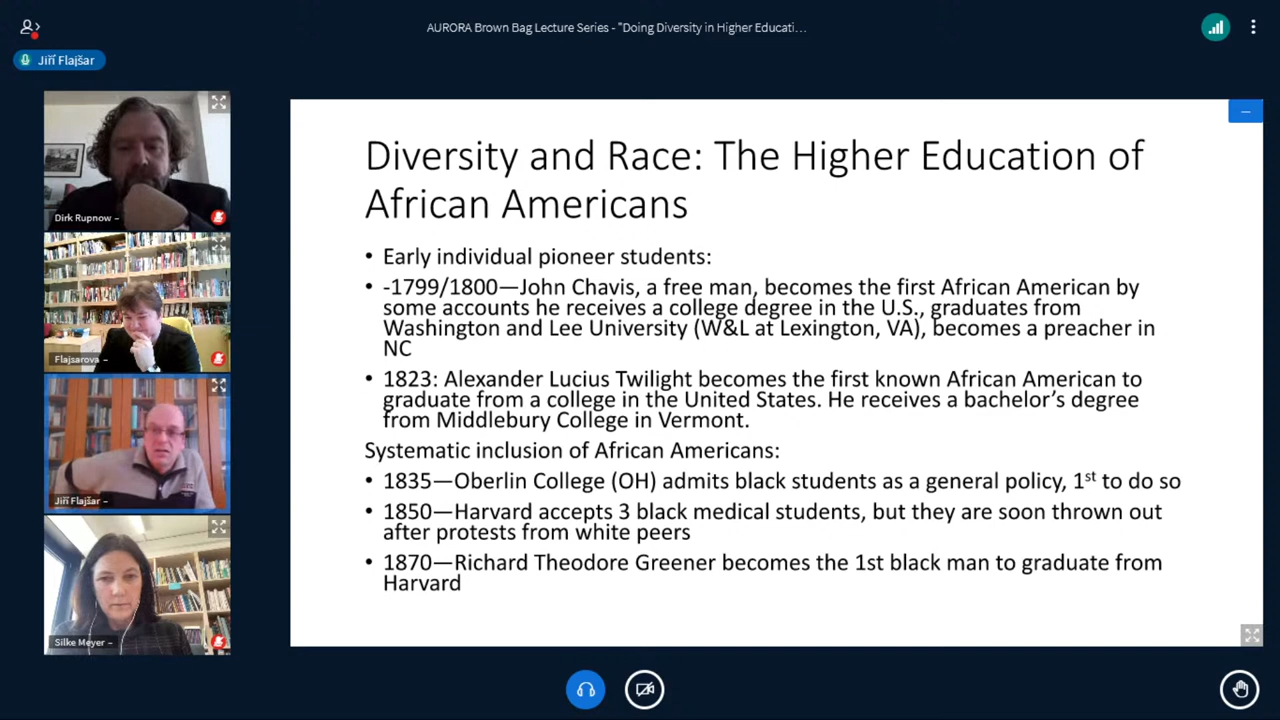 AURORA Brown Bag Lecture Series - "Doing Diversity in Higher Educati…
Jiří Flajšar
Dirk Rupnow –
Flajsarova –
Jiří Flajšar –
Silke Meyer –
Diversity and Race: The Higher Education of
African Americans
• Early individual pioneer students:
• -1799/1800—John Chavis, a free man, becomes the first African American by
some accounts he receives a college degree in the U.S., graduates from
Washington and Lee University (W&L at Lexington, VA), becomes a preacher in
NC
• 1823: Alexander Lucius Twilight becomes the first known African American to
graduate from a college in the United States. He receives a bachelor’s degree
from Middlebury College in Vermont.
Systematic inclusion of African Americans:
• 1835—Oberlin College (OH) admits black students as a general policy, 1st to do so
• 1850—Harvard accepts 3 black medical students, but they are soon thrown out
after protests from white peers
• 1870—Richard Theodore Greener becomes the 1st black man to graduate from
Harvard